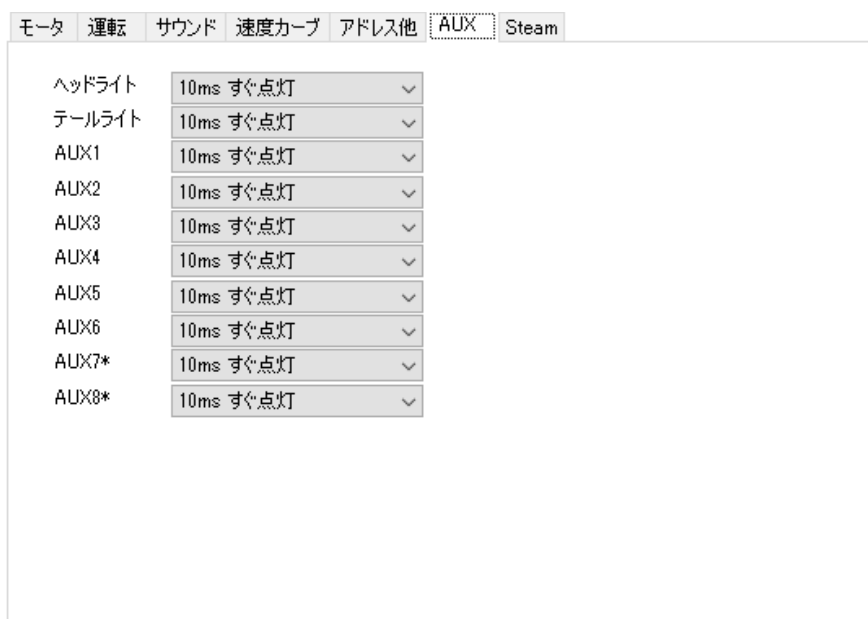 モータ 運転 サウンド 速度カーブ アドレス他 AUX Steam
ヘッドライト 10ms すぐ点灯
テールライト 10ms すぐ点灯
AUX1 10ms すぐ点灯
AUX2 10ms すぐ点灯
AUX3 10ms すぐ点灯
AUX4 10ms すぐ点灯
AUX5 10ms すぐ点灯
AUX6 10ms すぐ点灯
AUX7* 10ms すぐ点灯
AUX8* 10ms すぐ点灯